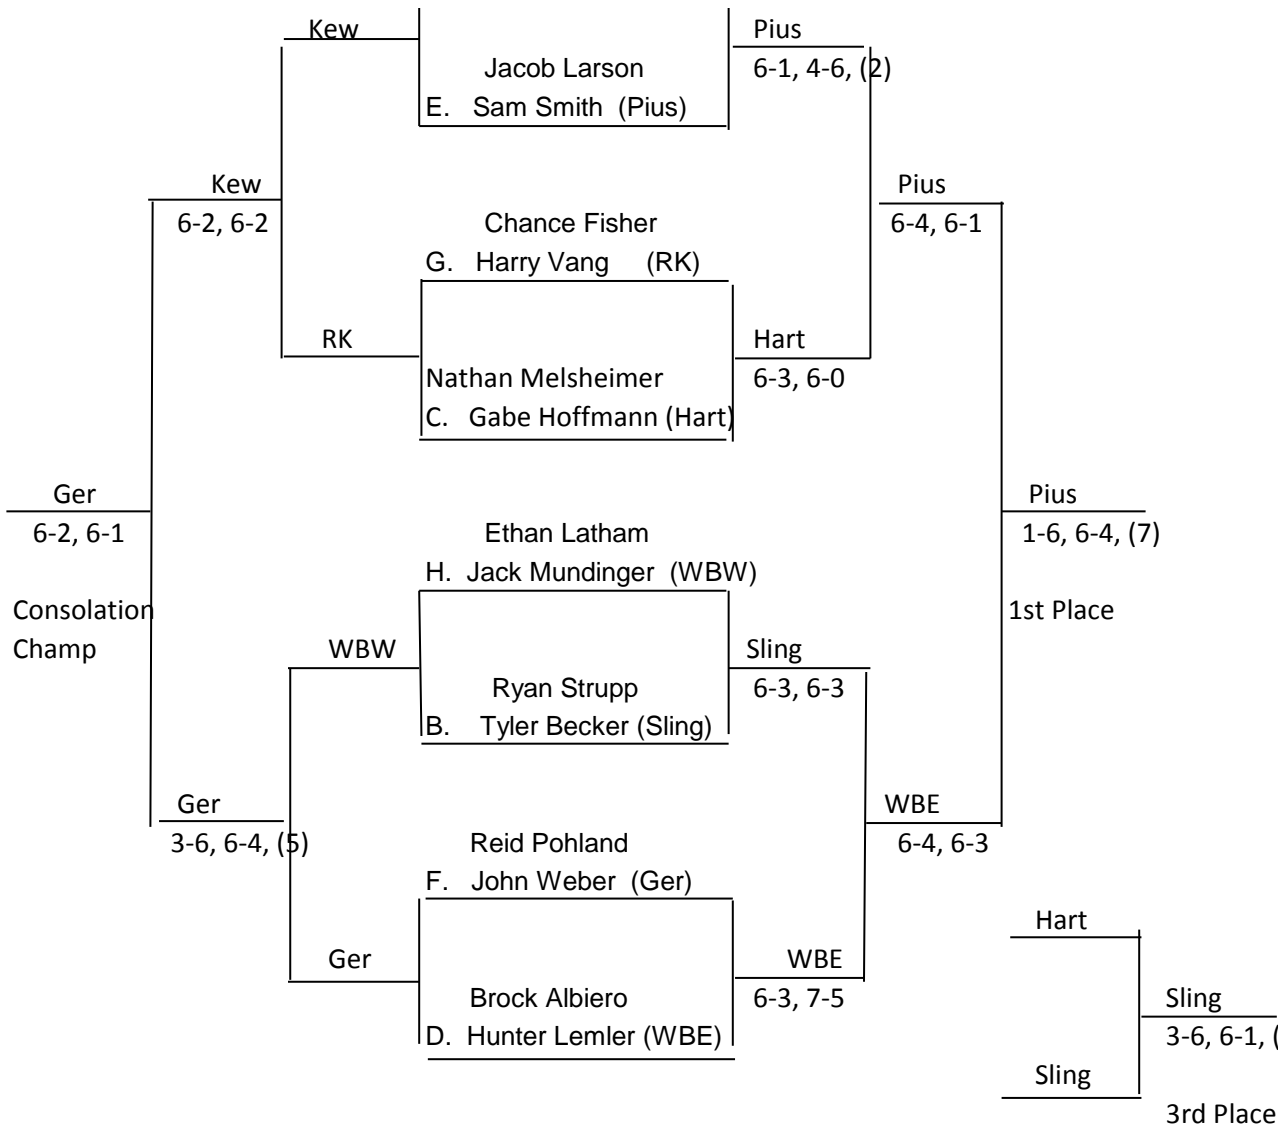 Kew
Pius
Jacob Larson
6-1, 4-6, (2)
E. Sam Smith (Pius)
Kew
Pius
6-2, 6-2
Chance Fisher
6-4, 6-1
G. Harry Vang (RK)
RK
Hart
Nathan Melsheimer
6-3, 6-0
C. Gabe Hoffmann (Hart)
Ger
Pius
6-2, 6-1
Ethan Latham
1-6, 6-4, (7)
H. Jack Mundinger (WBW)
Consolation
1st Place
Champ
WBW
Sling
Ryan Strupp
6-3, 6-3
B. Tyler Becker (Sling)
Ger
WBE
3-6, 6-4, (5)
Reid Pohland
6-4, 6-3
F. John Weber (Ger)
Hart
Ger
WBE
Brock Albiero
6-3, 7-5
Sling
D. Hunter Lemler (WBE)
3-6, 6-1, (
Sling
3rd Place